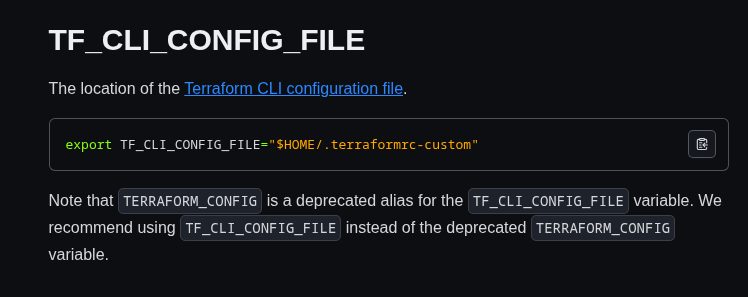 TF_CLI_CONFIG_FILE
The location of the Terraform CLI configuration file.
export TF_CLI_CONFIG_FILE="$HOME/.terraformrc-custom"
Note that TERRAFORM_CONFIG is a deprecated alias for the TF_CLI_CONFIG_FILE variable. We
recommend using TF_CLI_CONFIG_FILE instead of the deprecated TERRAFORM_CONFIG
variable.